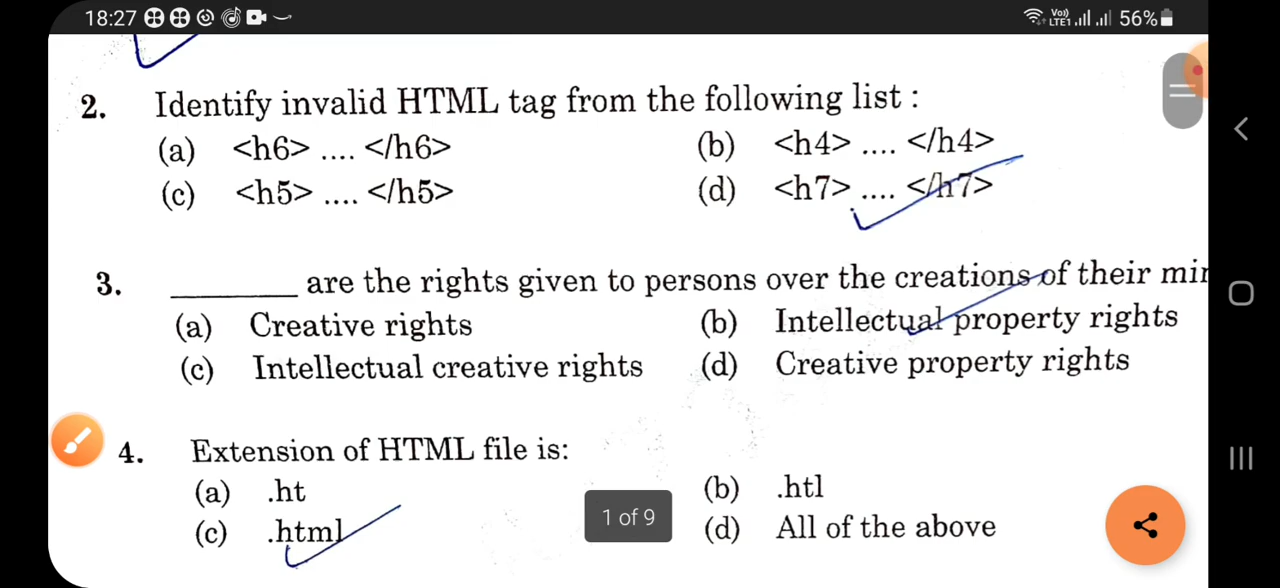 18:27 Vo)) LTE1 56%
2. Identify invalid HTML tag from the following list :
(a) <h6> .... </h6> (b) <h4> .... </h4>
(c) <h5> .... </h5> (d) <h7> .... </h7>
3. ________ are the rights given to persons over the creations of their
(a) Creative rights (b) Intellectual property rights
(c) Intellectual creative rights (d) Creative property rights
4. Extension of HTML file is:
(a) .ht (b) .htl
(c) .html (d) All of the above
1 of 9